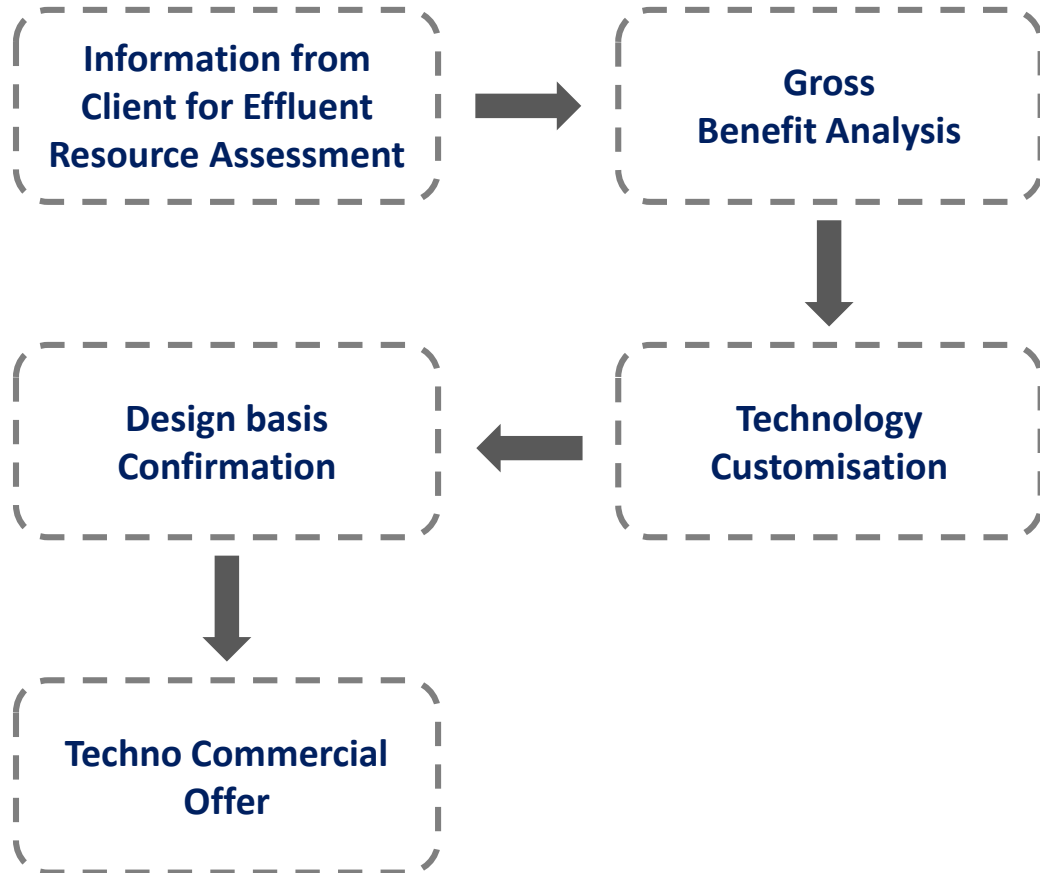 Information from
Client for Effluent
Resource Assessment
Gross
Benefit Analysis
Technology
Customisation
Design basis
Confirmation
Techno Commercial
Offer